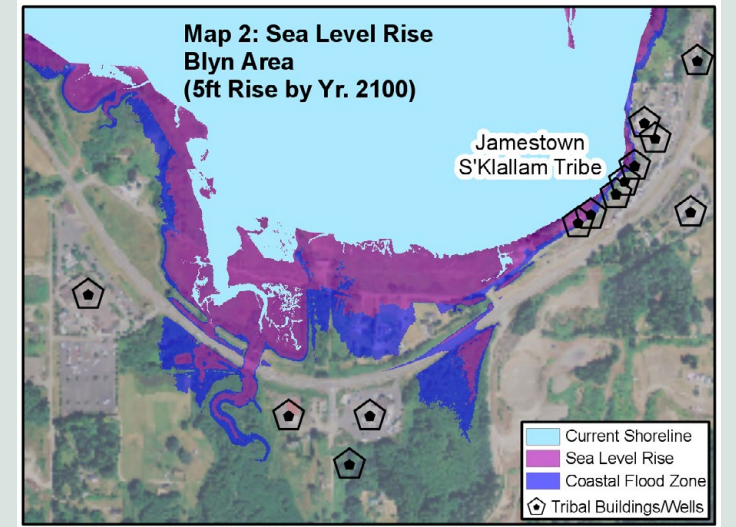 Map 2: Sea Level Rise
Blyn Area
(5ft Rise by Yr. 2100)
Jamestown
S'Klallam Tribe
Current Shoreline
Sea Level Rise
Coastal Flood Zone
Tribal Buildings/Wells